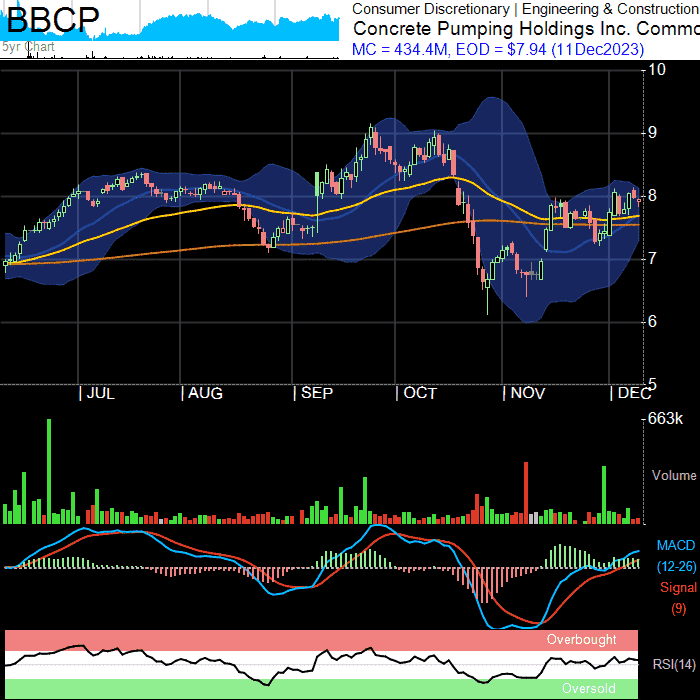 BBCP
5yr Chart
Consumer Discretionary | Engineering & Construction
Concrete Pumping Holdings Inc. Commo
MC = 434.4M, EOD = $7.94 (11Dec2023)
10
9
8
7
6
5
| JUL | AUG | SEP | OCT | NOV | DEC
663k
Volume
MACD
(12-26)
Signal
(9)
Overbought
RSI(14)
Oversold